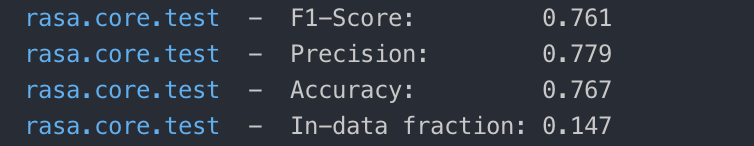 rasa.core.test - F1-Score: 0.761
rasa.core.test - Precision: 0.779
rasa.core.test - Accuracy: 0.767
rasa.core.test - In-data fraction: 0.147